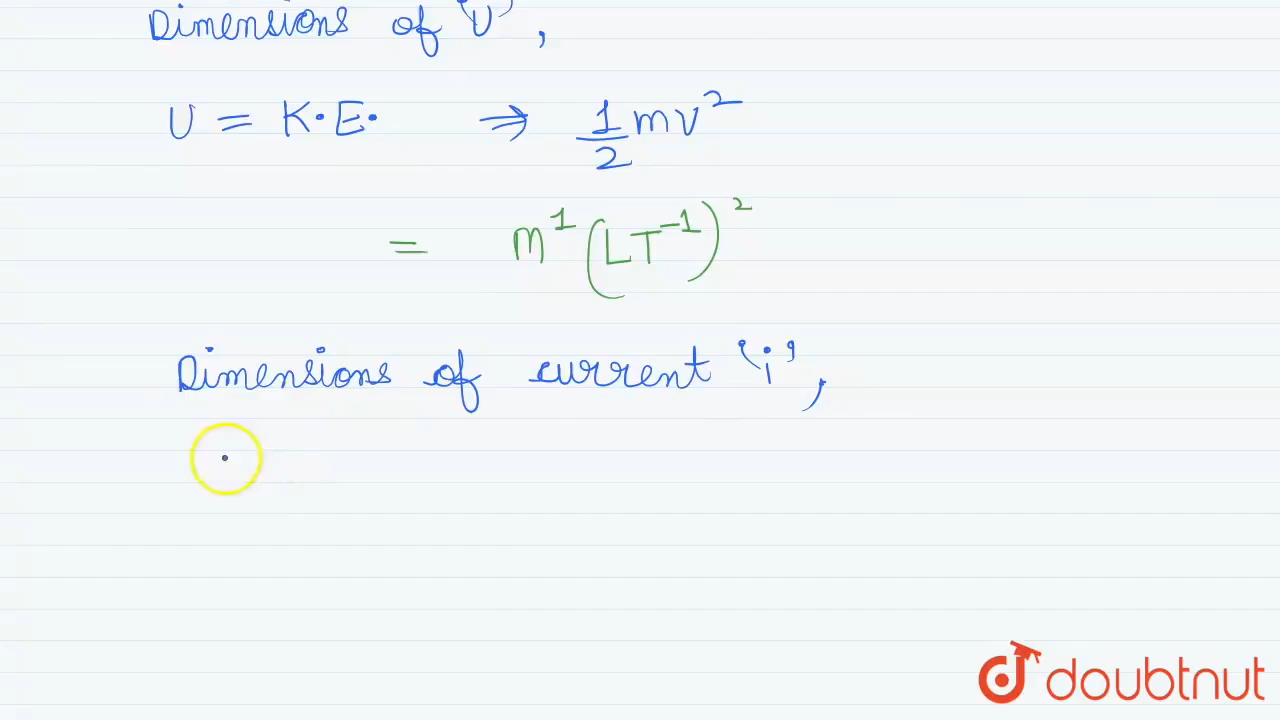 Dimensions of 'U',
U = K.E. ⇒ 1/2 mv²
= M¹ (LT⁻¹)²
Dimensions of current 'i',
doubtnut